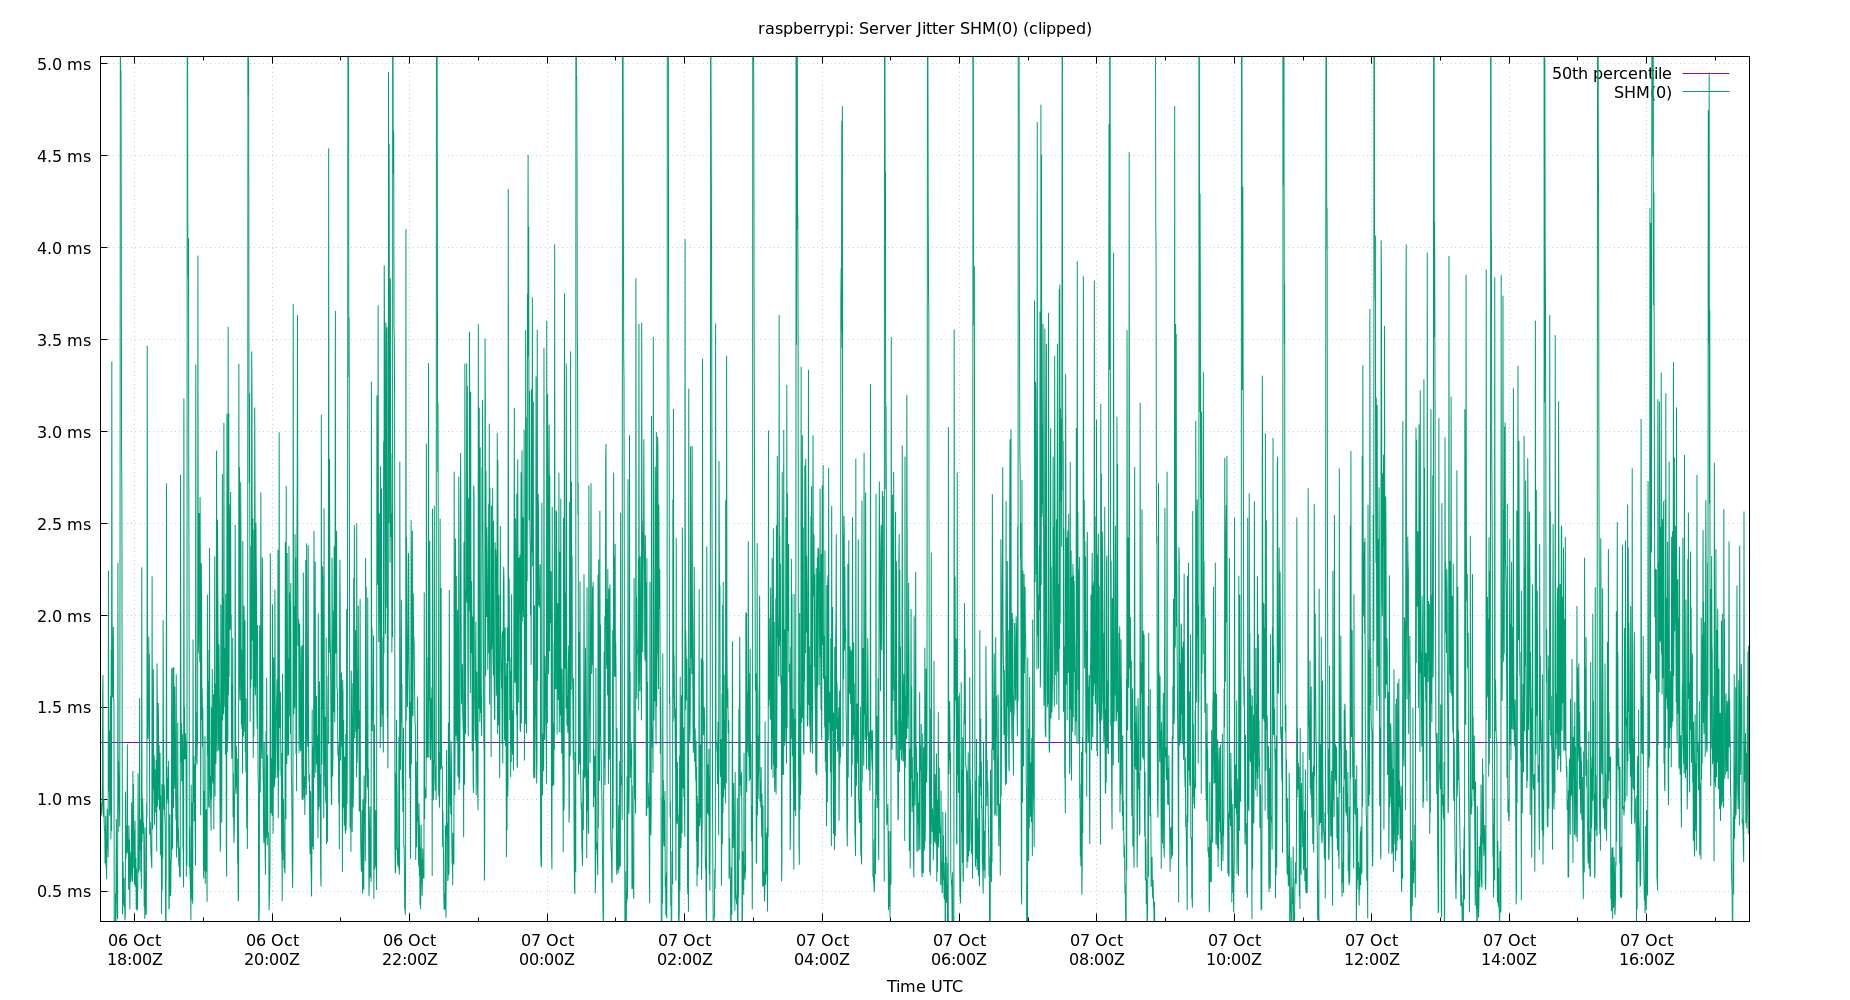 raspberrypi: Server Jitter SHM(0) (clipped)
50th percentile
SHM(0)
5.0 ms
4.5 ms
4.0 ms
3.5 ms
3.0 ms
2.5 ms
2.0 ms
1.5 ms
1.0 ms
0.5 ms
06 Oct 06 Oct 06 Oct 07 Oct 07 Oct 07 Oct 07 Oct 07 Oct 07 Oct 07 Oct 07 Oct 07 Oct
18:00Z 20:00Z 22:00Z 00:00Z 02:00Z 04:00Z 06:00Z 08:00Z 10:00Z 12:00Z 14:00Z 16:00Z
Time UTC